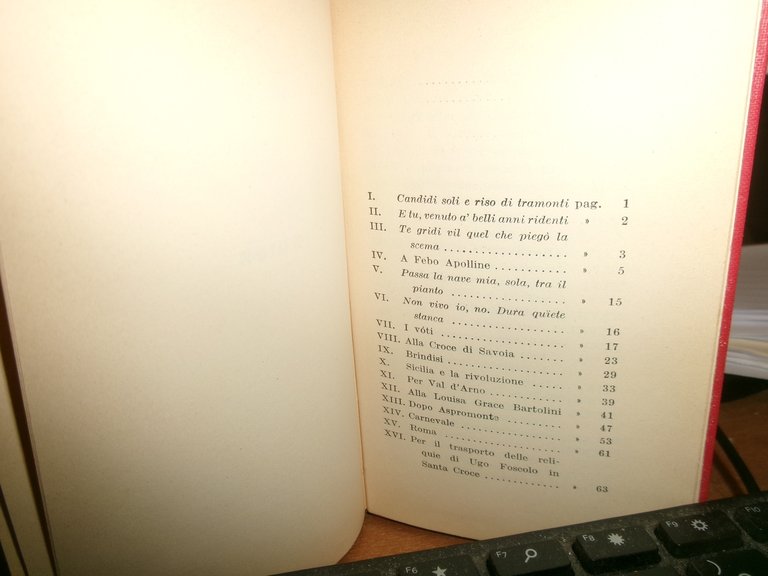 I. Candidi soli e riso di tramonti pag. 1
II. E tu, venuto a' belli anni ridenti » 2
III. Te gridi vil quel che piegò la
scema . . . . . . . . . . . . . . . . . . » 3
IV. A Febo Apolline . . . . . . . . . . . » 5
V. Passa la nave mia, sola, tra il
pianto . . . . . . . . . . . . . . . . . » 15
VI. Non vivo io, no. Dura quïete
stanca . . . . . . . . . . . . . . . . . » 16
VII. I vóti . . . . . . . . . . . . . . . . . . » 17
VIII. Alla Croce di Savoia . . . . . . . . » 23
IX. Brindisi . . . . . . . . . . . . . . . . » 29
X. Sicilia e la rivoluzione . . . . . » 33
XI. Per Val d'Arno . . . . . . . . . . . » 39
XII. Alla Louisa Grace Bartolini » 41
XIII. Dopo Aspromonte . . . . . . . . . » 47
XIV. Carnevale . . . . . . . . . . . . . . » 53
XV. Roma . . . . . . . . . . . . . . . . . » 61
XVI. Per il trasporto delle reli-
quie di Ugo Foscolo in
Santa Croce . . . . . . . . . . . . . » 63
F6
F7
F8
F9
F10